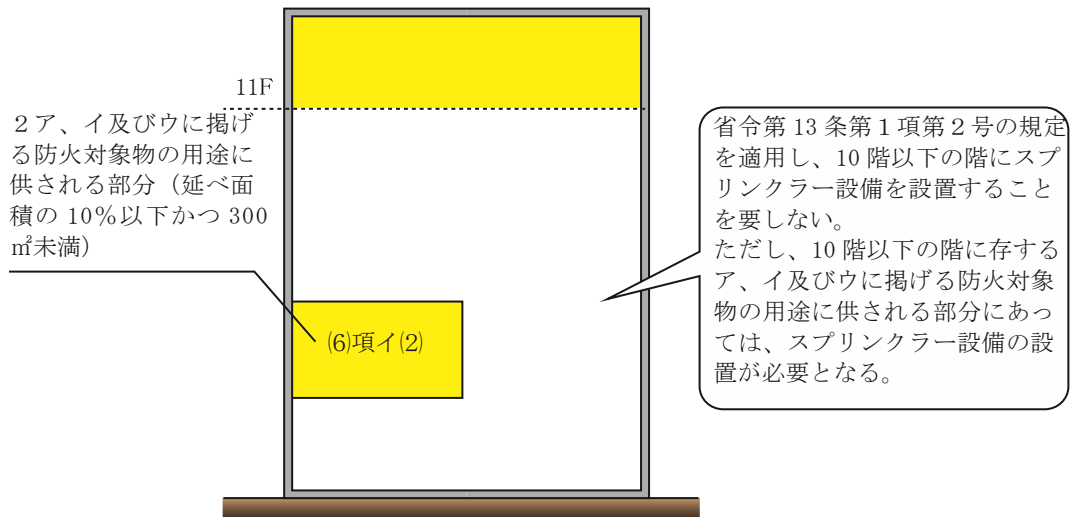 11F
２ア、イ及びウに掲げ
る防火対象物の用途に
供される部分（延べ面
積の 10％以下かつ 300
㎡未満）
⑹項イ⑵
省令第 13 条第１項第２号の規定
を適用し、10 階以下の階にスプ
リンクラー設備を設置すること
を要しない。
ただし、10 階以下の階に存する
ア、イ及びウに掲げる防火対象
物の用途に供される部分にあっ
ては、スプリンクラー設備の設
置が必要となる。